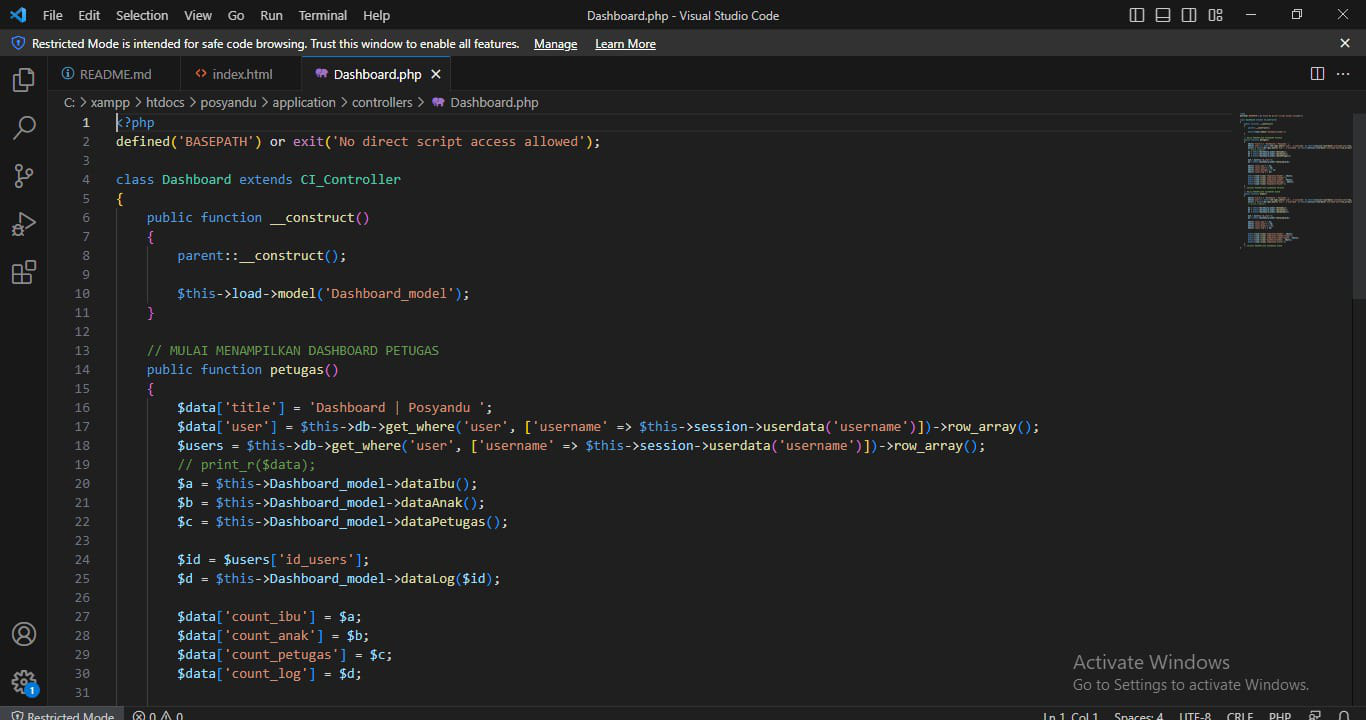 File Edit Selection View Go Run Terminal Help Dashboard.php - Visual Studio Code
Restricted Mode is intended for safe code browsing. Trust this window to enable all features. Manage Learn More
README.md index.html Dashboard.php
C: > xampp > htdocs > posyandu > application > controllers > Dashboard.php
1 <?php
2 defined('BASEPATH') or exit('No direct script access allowed');
3
4 class Dashboard extends CI_Controller
5 {
6     public function __construct()
7     {
8         parent::__construct();
9
10         $this->load->model('Dashboard_model');
11     }
12
13     // MULAI MENAMPILKAN DASHBOARD PETUGAS
14     public function petugas()
15     {
16         $data['title'] = 'Dashboard | Posyandu ';
17         $data['user'] = $this->db->get_where('user', ['username' => $this->session->userdata('username')])->row_array();
18         $users = $this->db->get_where('user', ['username' => $this->session->userdata('username')])->row_array();
19         // print_r($data);
20         $a = $this->Dashboard_model->dataIbu();
21         $b = $this->Dashboard_model->dataAnak();
22         $c = $this->Dashboard_model->dataPetugas();
23
24         $id = $users['id_users'];
25         $d = $this->Dashboard_model->dataLog($id);
26
27         $data['count_ibu'] = $a;
28         $data['count_anak'] = $b;
29         $data['count_petugas'] = $c;
30         $data['count_log'] = $d;
31
Activate Windows
Go to Settings to activate Windows.
1
Restricted Mode 0 0 Ln 1, Col 1 Spaces: 4 UTF-8 CRLF PHP